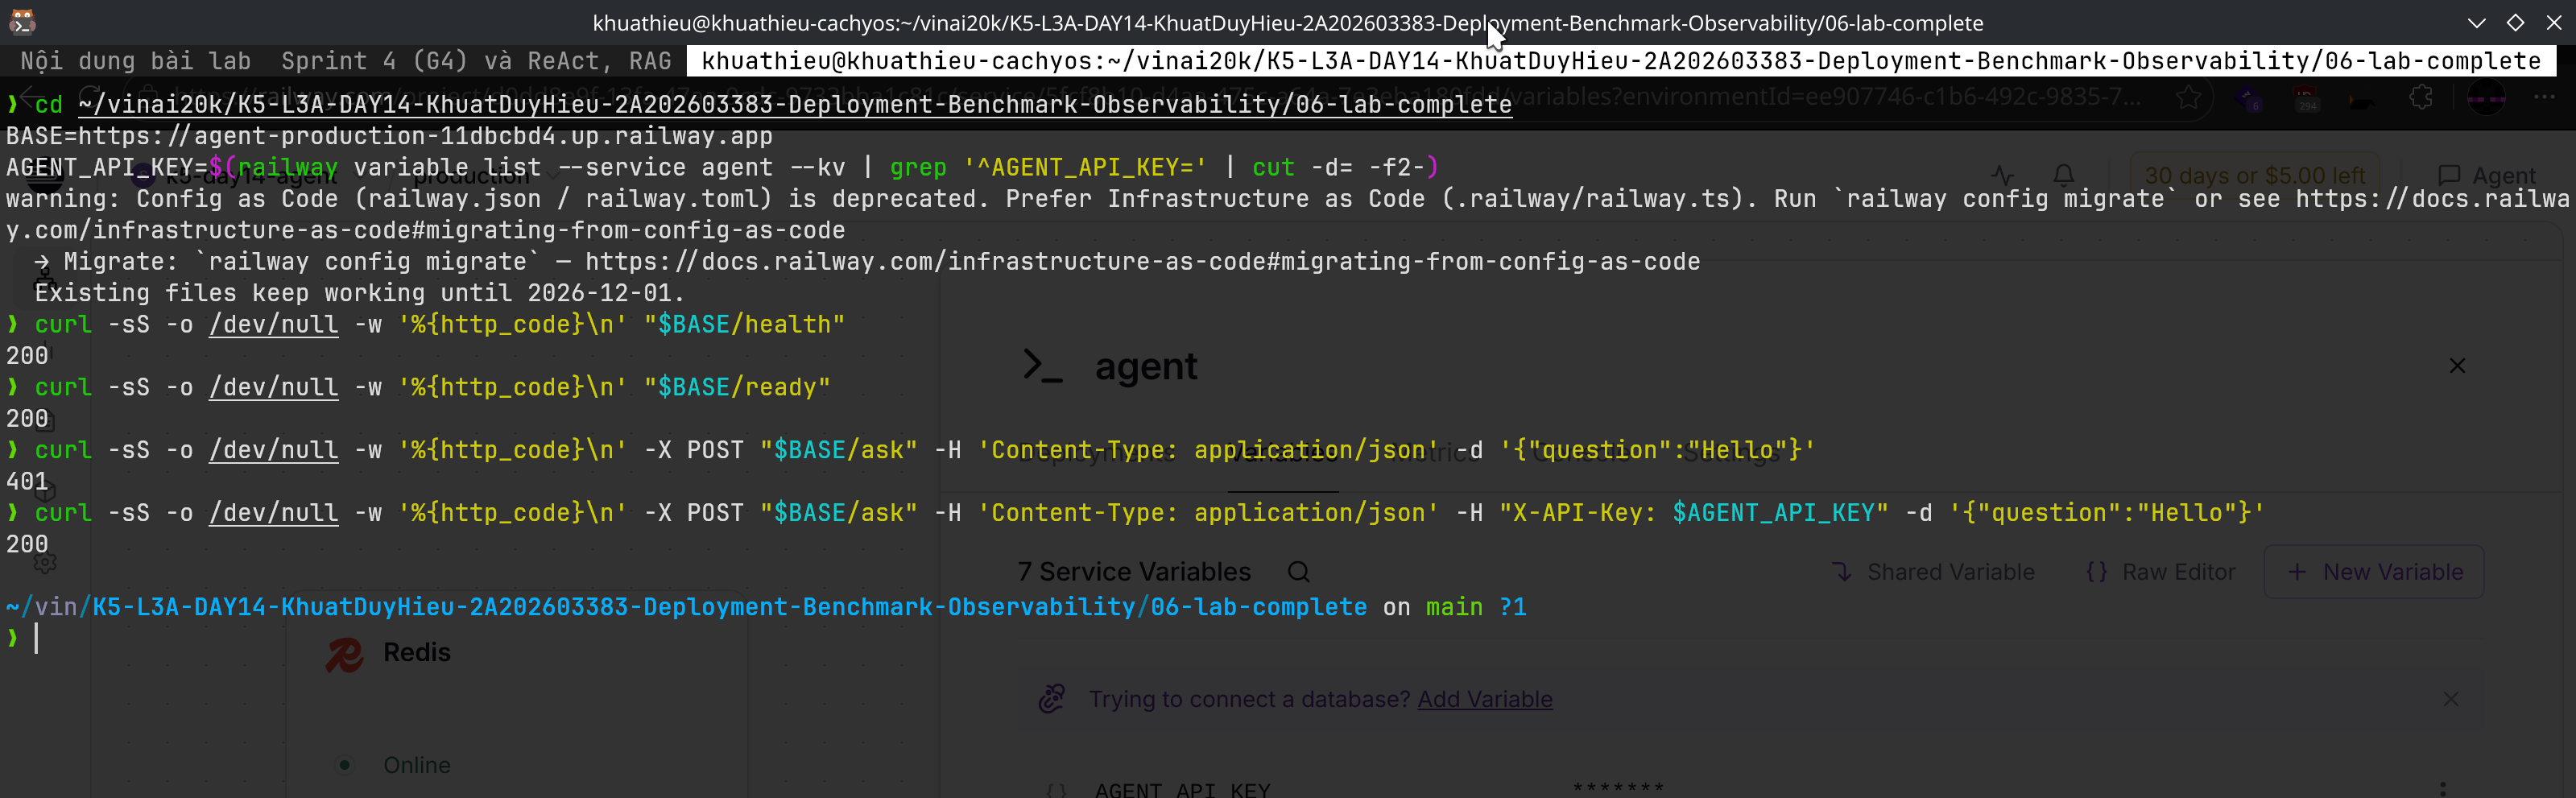 khuathieu@khuathieu-cachyos:~/vinai20k/K5-L3A-DAY14-KhuatDuyHieu-2A202603383-Deployment-Benchmark-Observability/06-lab-complete
Nội dung bài lab Sprint 4 (G4) và ReAct, RAG khuathieu@khuathieu-cachyos:~/vinai20k/K5-L3A-DAY14-KhuatDuyHieu-2A202603383-Deployment-Benchmark-Observability/06-lab-complete
❯ cd ~/vinai20k/K5-L3A-DAY14-KhuatDuyHieu-2A202603383-Deployment-Benchmark-Observability/06-lab-complete
/variables?environmentId=ee907746-c1b6-492c-9835-7...
BASE=https://agent-production-11dbcbd4.up.railway.app
AGENT_API_KEY=$(railway variable list --service agent --kv | grep '^AGENT_API_KEY=' | cut -d= -f2-)
k5-day14-agent production
30 days or $5.00 left
Agent
warning: Config as Code (railway.json / railway.toml) is deprecated. Prefer Infrastructure as Code (.railway/railway.ts). Run `railway config migrate` or see https://docs.railwa
y.com/infrastructure-as-code#migrating-from-config-as-code
→ Migrate: `railway config migrate` — https://docs.railway.com/infrastructure-as-code#migrating-from-config-as-code
Existing files keep working until 2026-12-01.
❯ curl -sS -o /dev/null -w '%{http_code}\n' "$BASE/health"
200
agent
❯ curl -sS -o /dev/null -w '%{http_code}\n' "$BASE/ready"
200
❯ curl -sS -o /dev/null -w '%{http_code}\n' -X POST "$BASE/ask" -H 'Content-Type: application/json' -d '{"question":"Hello"}'
401
❯ curl -sS -o /dev/null -w '%{http_code}\n' -X POST "$BASE/ask" -H 'Content-Type: application/json' -H "X-API-Key: $AGENT_API_KEY" -d '{"question":"Hello"}'
200
7 Service Variables
Shared Variable
{} Raw Editor
+ New Variable
~/vin/K5-L3A-DAY14-KhuatDuyHieu-2A202603383-Deployment-Benchmark-Observability/06-lab-complete on main ?1
❯
Redis
Trying to connect a database? Add Variable
Online
{} AGENT_API_KEY *******